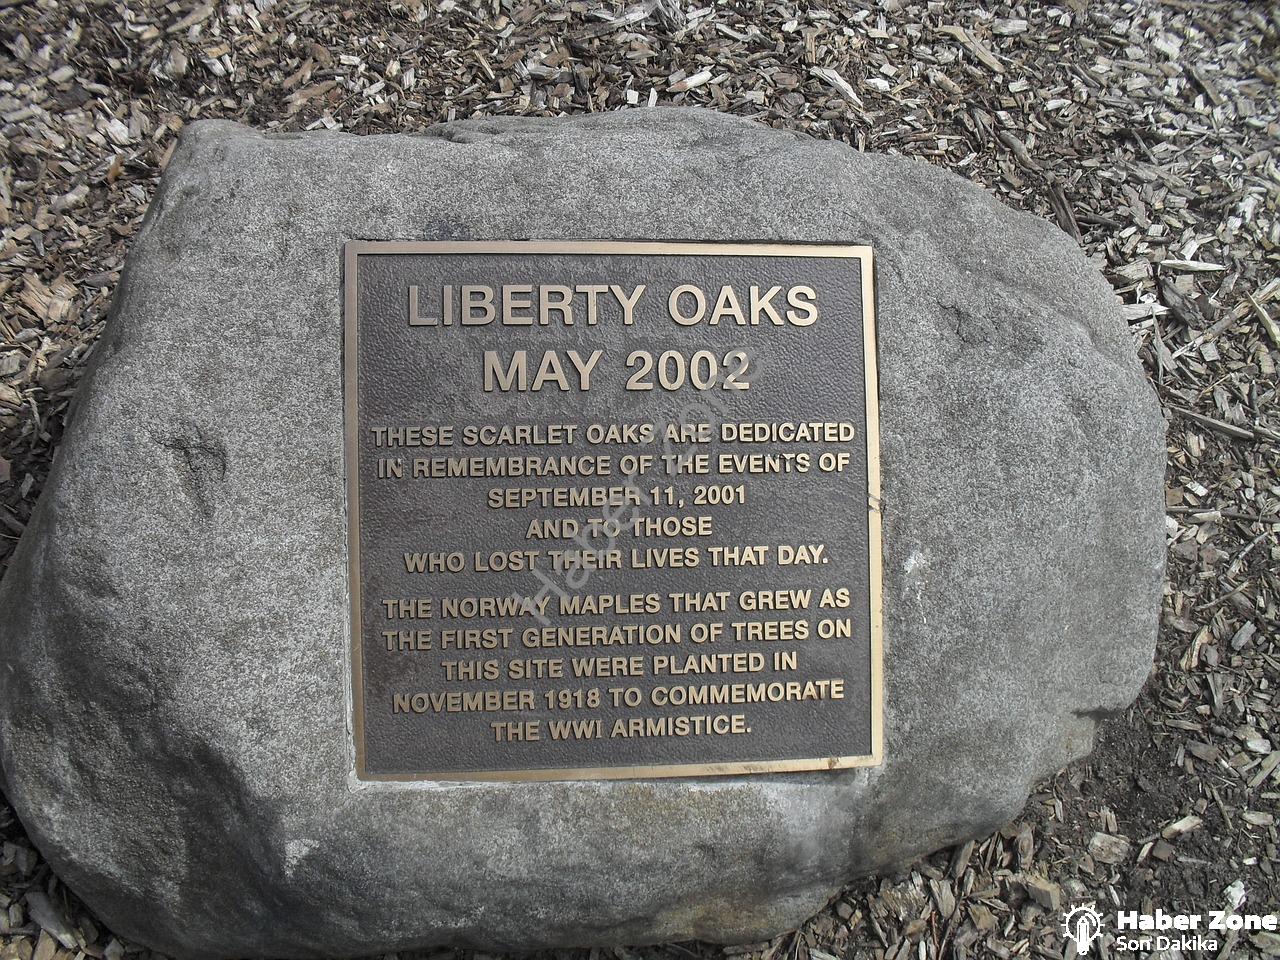 LIBERTY OAKS
MAY 2002
THESE SCARLET OAKS ARE DEDICATED
IN REMEMBRANCE OF THE EVENTS OF
SEPTEMBER 11, 2001
AND TO THOSE
WHO LOST THEIR LIVES THAT DAY.
THE NORWAY MAPLES THAT GREW AS
THE FIRST GENERATION OF TREES ON
THIS SITE WERE PLANTED IN
NOVEMBER 1918 TO COMMEMORATE
THE WWI ARMISTICE.
Haber Zone
Haber Zone
Son Dakika